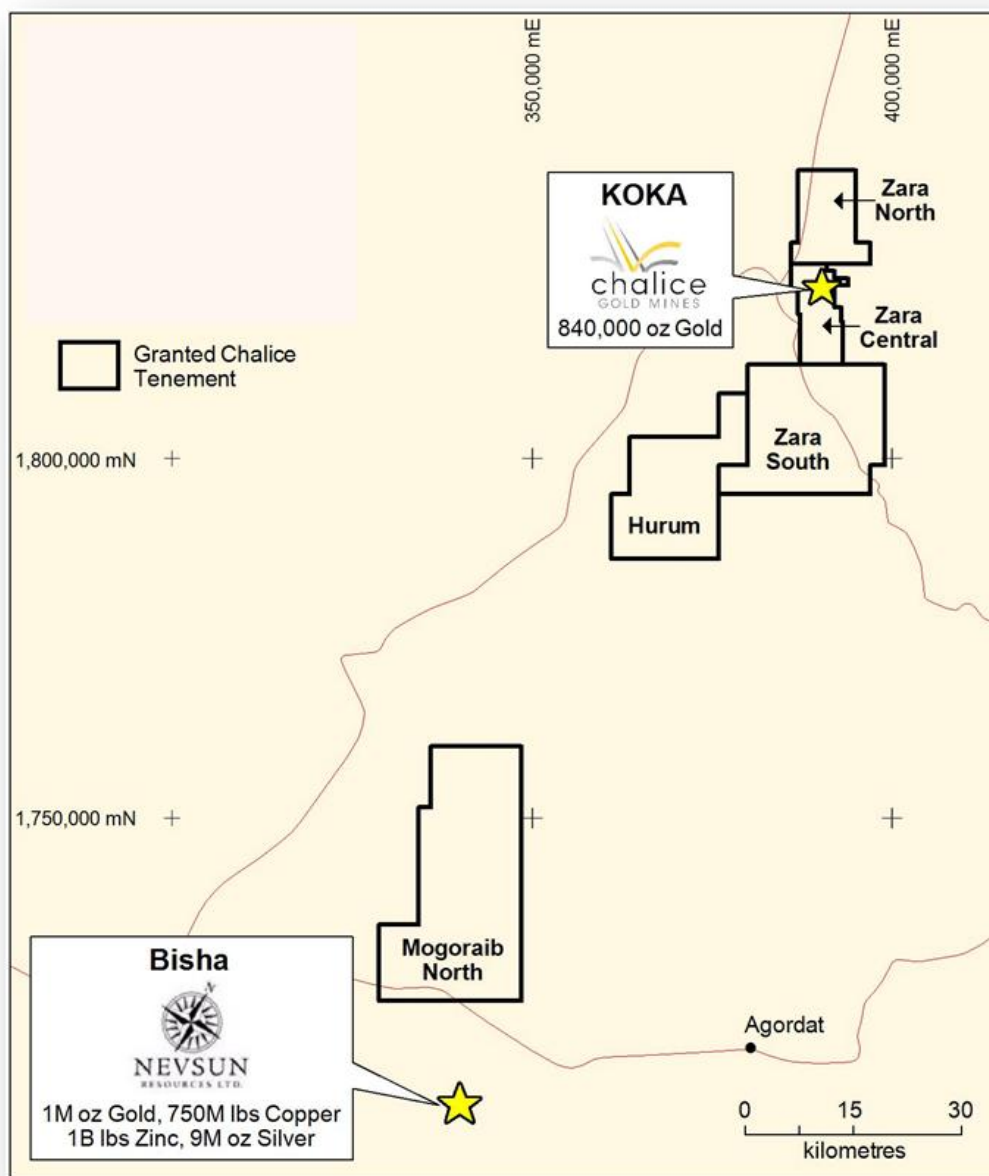 350,000 mE
400,000 mE
KOKA
chalice
GOLD MINES
840,000 oz Gold
Zara
North
Zara
Central
Granted Chalice
Tenement
1,800,000 mN
Zara
South
Hurum
1,750,000 mN
Mogoraib
North
Bisha
N
NEVSUN
RESOURCES LTD.
1M oz Gold, 750M lbs Copper
1B lbs Zinc, 9M oz Silver
Agordat
0 15 30
kilometres